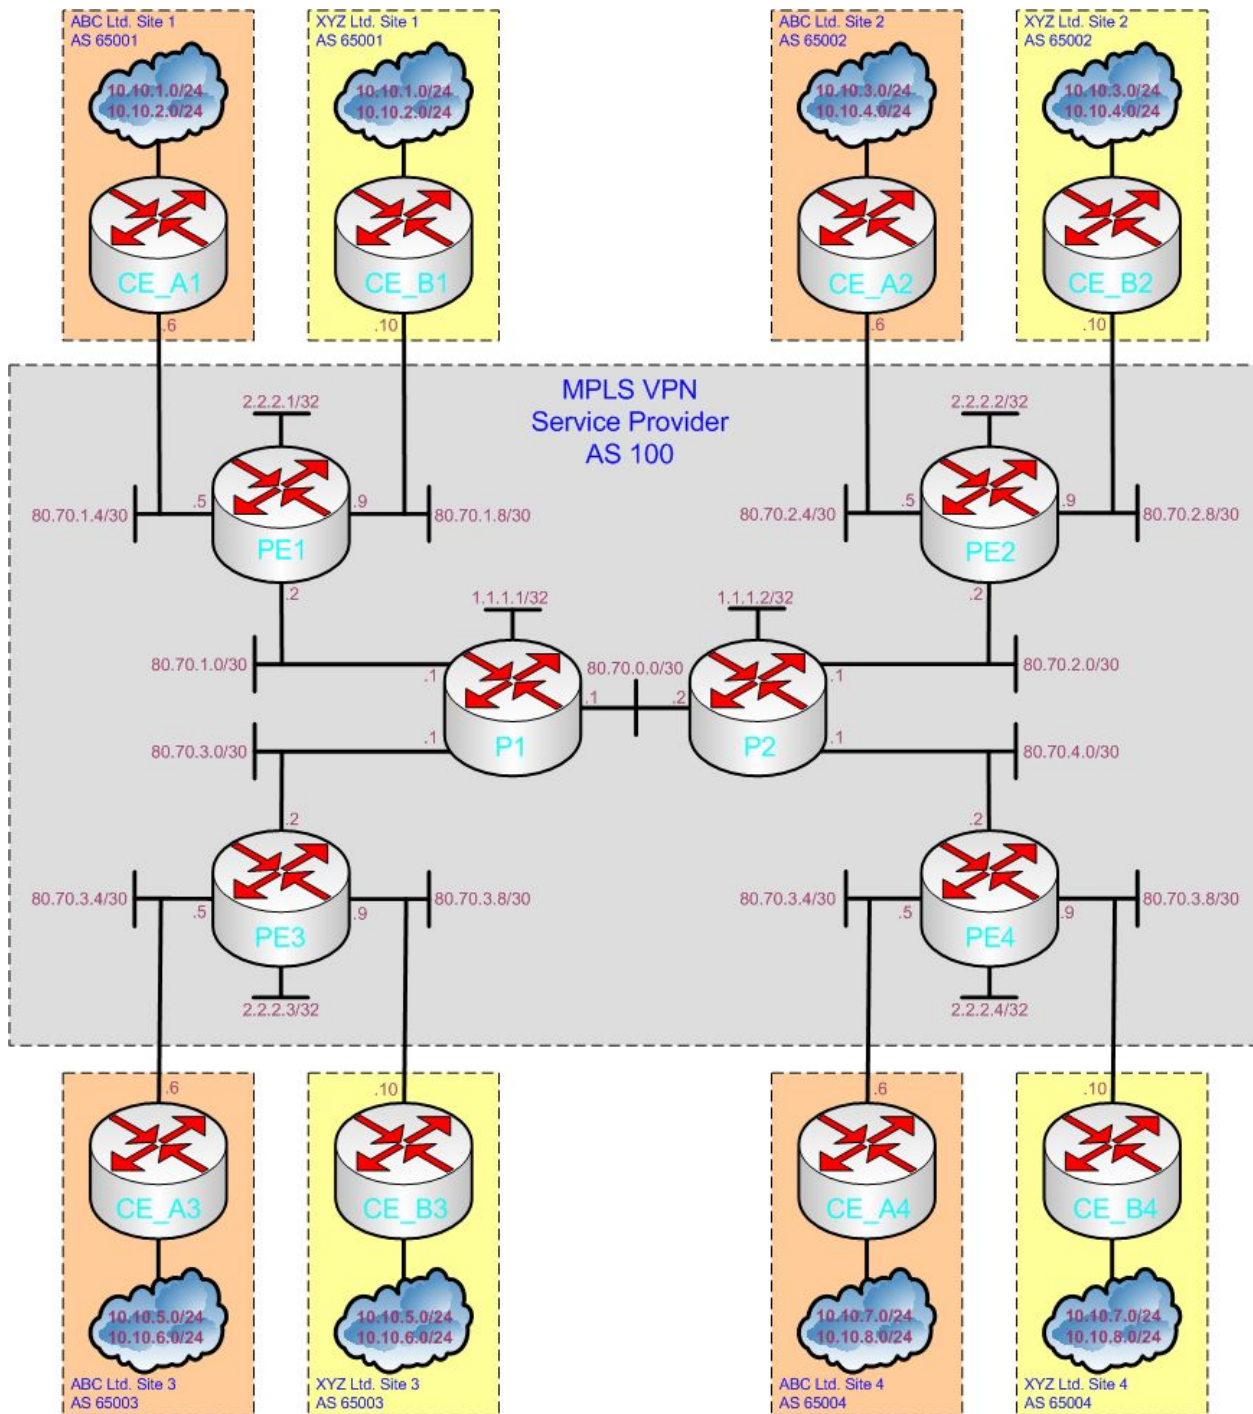 ABC Ltd. Site 1
AS 65001
XYZ Ltd. Site 1
AS 65001
ABC Ltd. Site 2
AS 65002
XYZ Ltd. Site 2
AS 65002
10.10.1.0/24
10.10.2.0/24
10.10.1.0/24
10.10.2.0/24
10.10.3.0/24
10.10.4.0/24
10.10.3.0/24
10.10.4.0/24
CE_A1
CE_B1
CE_A2
CE_B2
.6
.10
.6
.10
MPLS VPN
Service Provider
AS 100
2.2.2.1/32
2.2.2.2/32
80.70.1.4/30
.5
.9
80.70.1.8/30
80.70.2.4/30
.5
.9
80.70.2.8/30
PE1
PE2
.2
.2
1.1.1.1/32
1.1.1.2/32
80.70.1.0/30
.1
80.70.0.0/30
.1
80.70.2.0/30
.1
.2
80.70.3.0/30
.1
P1
P2
.1
80.70.4.0/30
.2
.2
80.70.3.4/30
.5
.9
80.70.3.8/30
80.70.3.4/30
.5
.9
80.70.3.8/30
PE3
PE4
2.2.2.3/32
2.2.2.4/32
.6
.10
.6
.10
CE_A3
CE_B3
CE_A4
CE_B4
10.10.5.0/24
10.10.6.0/24
10.10.5.0/24
10.10.6.0/24
10.10.7.0/24
10.10.8.0/24
10.10.7.0/24
10.10.8.0/24
ABC Ltd. Site 3
AS 65003
XYZ Ltd. Site 3
AS 65003
ABC Ltd. Site 4
AS 65004
XYZ Ltd. Site 4
AS 65004